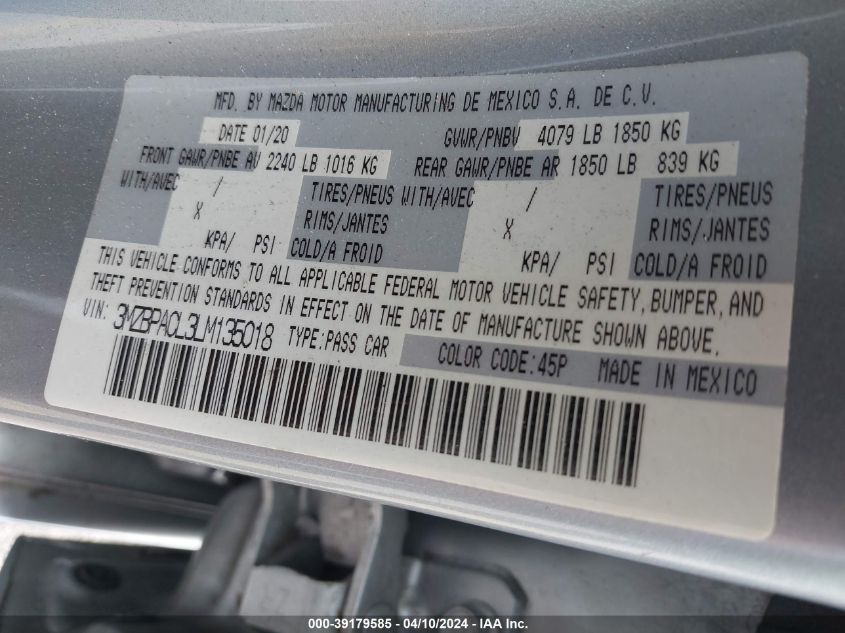 MFD. BY MAZDA MOTOR MANUFACTURING DE MEXICO S.A. DE C.V.
DATE 01/20 GVWR/PNBV 4079 LB 1850 KG
FRONT GAWR/PNBE AV 2240 LB 1016 KG REAR GAWR/PNBE AR 1850 LB 839 KG
WITH/AVEC / TIRES/PNEUS WITH/AVEC / TIRES/PNEUS
X RIMS/JANTES X RIMS/JANTES
KPA/ PSI COLD/A FROID KPA/ PSI COLD/A FROID
THIS VEHICLE CONFORMS TO ALL APPLICABLE FEDERAL MOTOR VEHICLE SAFETY, BUMPER, AND
THEFT PREVENTION STANDARDS IN EFFECT ON THE DATE OF MANUFACTURE SHOWN ABOVE.
VIN: 3MZBPACL3LM135018 TYPE:PASS CAR COLOR CODE:45P MADE IN MEXICO
000-39179585 - 04/10/2024 - IAAI, Inc.